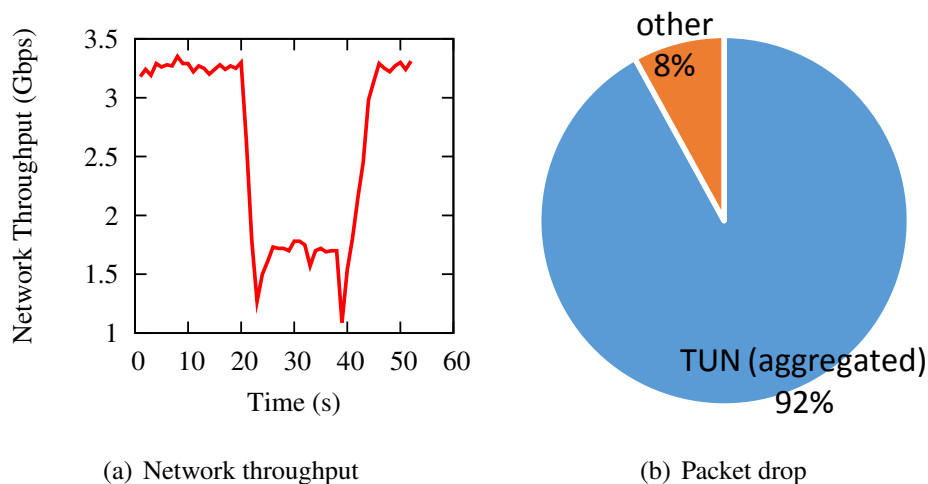 Network Throughput (Gbps)
3.5
3
2.5
2
1.5
1
0 10 20 30 40 50 60
Time (s)
(a) Network throughput
other
8%
TUN (aggregated)
92%
(b) Packet drop